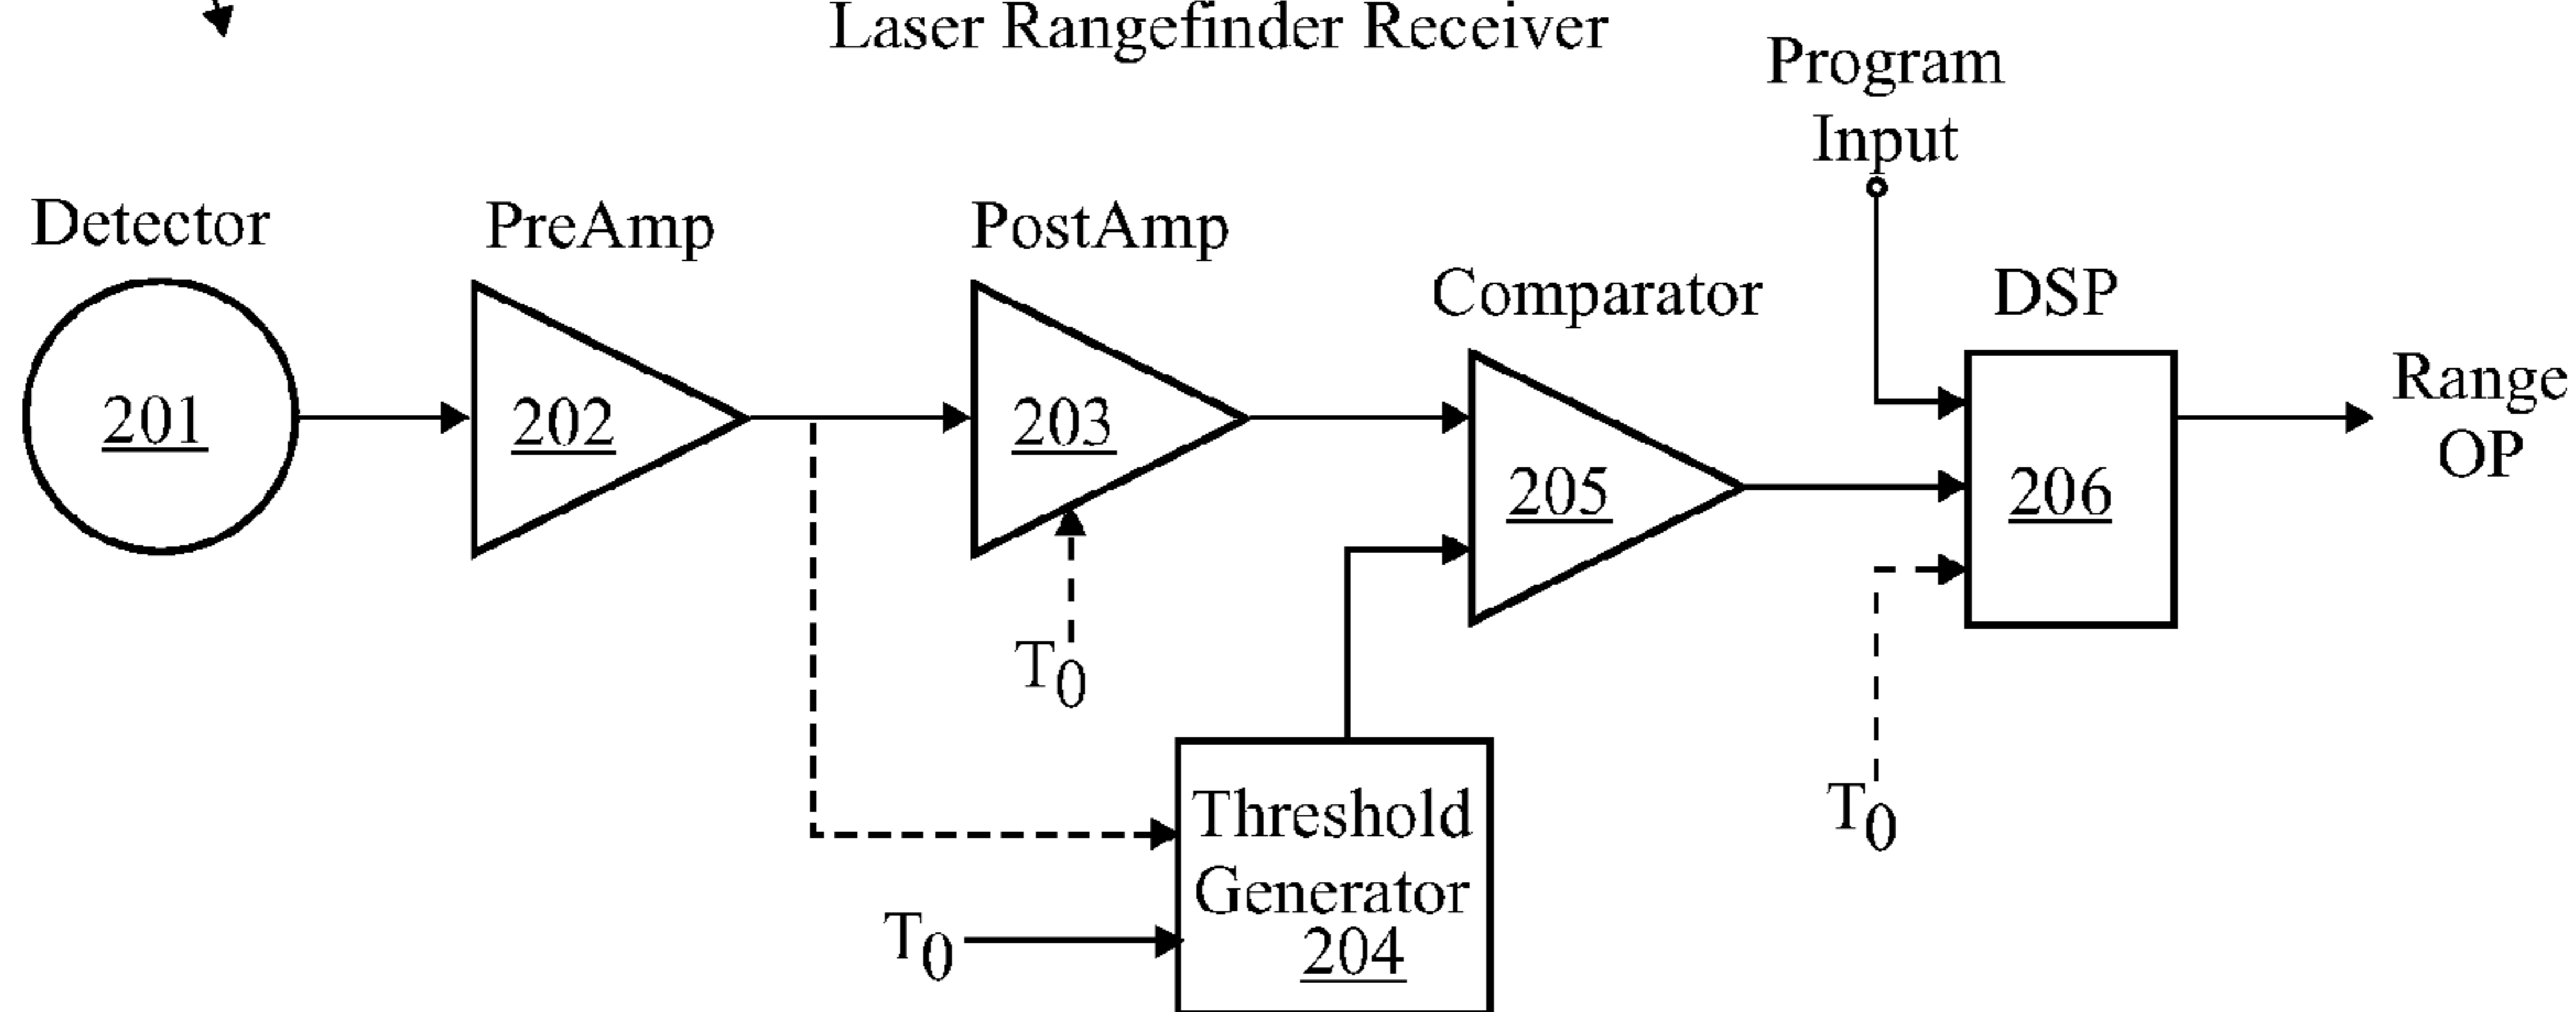 Laser Rangefinder Receiver
Program
Input
Detector
PreAmp
PostAmp
Comparator
DSP
Range
OP
201
202
203
205
206
T0
T0
Threshold
Generator
204
T0